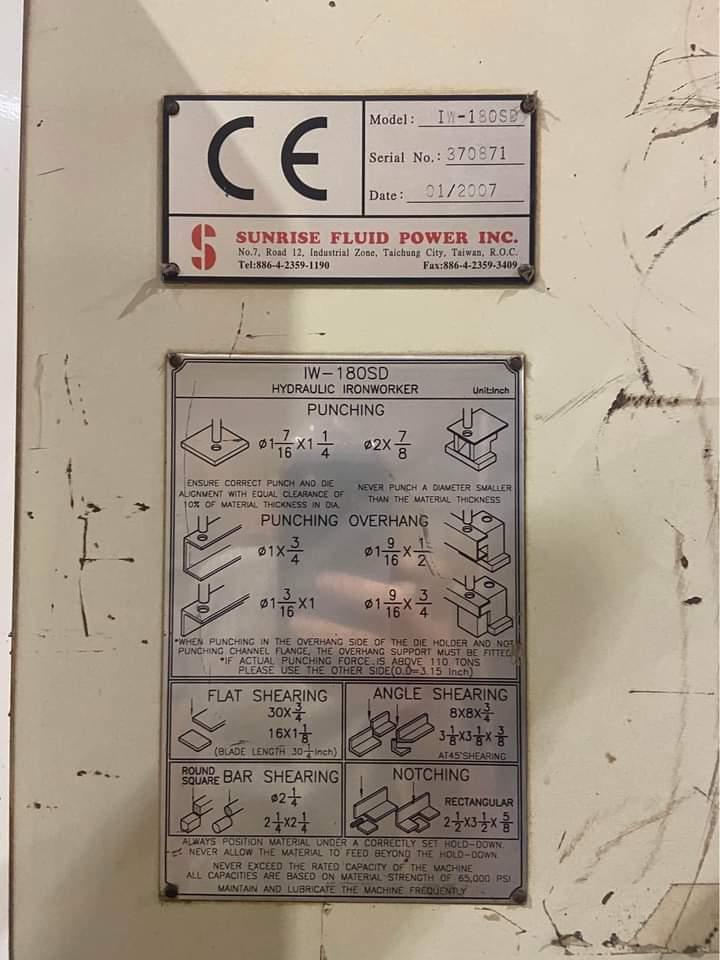 CE
Model: IW-180SD
Serial No.: 370871
Date: 01/2007
S SUNRISE FLUID POWER INC.
No.7, Road 12, Industrial Zone, Taichung City, Taiwan, R.O.C.
Tel:886-4-2359-1190 Fax:886-4-2359-3409
IW-180SD
HYDRAULIC IRONWORKER Unit:Inch
PUNCHING
ø1 7/16 X 1 1/4 ø2 X 7/8
ENSURE CORRECT PUNCH AND DIE
ALIGNMENT WITH EQUAL CLEARANCE OF
10% OF MATERIAL THICKNESS IN DIA.
NEVER PUNCH A DIAMETER SMALLER
THAN THE MATERIAL THICKNESS
PUNCHING OVERHANG
ø1 X 3/4 ø1 9/16 X 1/2
ø1 3/16 X 1 ø1 9/16 X 3/4
*WHEN PUNCHING IN THE OVERHANG SIDE OF THE DIE HOLDER AND NOT
PUNCHING CHANNEL FLANGE, THE OVERHANG SUPPORT MUST BE FITTED
*IF ACTUAL PUNCHING FORCE IS ABOVE 110 TONS
PLEASE USE THE OTHER SIDE(O.D=3.15 Inch)
FLAT SHEARING
30X 3/4
16X1 1/8
(BLADE LENGTH 30 1/4 Inch)
ANGLE SHEARING
8X8X 3/4
3 1/8 X3 1/8 X 3/8
AT45°SHEARING
ROUND
SQUARE BAR SHEARING
ø2 1/4
2 1/4 X2 1/4
NOTCHING
RECTANGULAR
2 1/2 X3 1/2 X 5/8
ALWAYS POSITION MATERIAL UNDER A CORRECTLY SET HOLD-DOWN.
NEVER ALLOW THE MATERIAL TO FEED BEYOND THE HOLD-DOWN.
NEVER EXCEED THE RATED CAPACITY OF THE MACHINE
ALL CAPACITIES ARE BASED ON MATERIAL STRENGTH OF 65,000 PSI
MAINTAIN AND LUBRICATE THE MACHINE FREQUENTLY